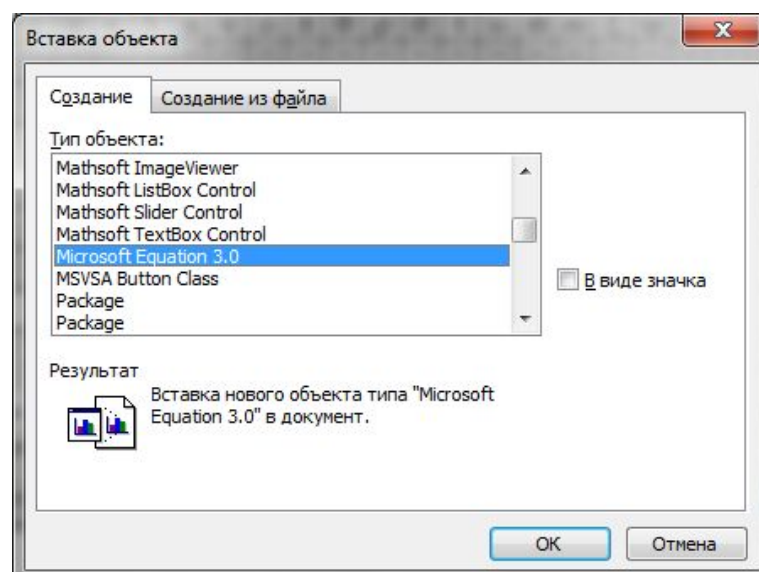 Вставка объекта
Создание
Создание из файла
Тип объекта:
Mathsoft ImageViewer
Mathsoft ListBox Control
Mathsoft Slider Control
Mathsoft TextBox Control
Microsoft Equation 3.0
MSVSA Button Class
Package
Package
В виде значка
Результат
Вставка нового объекта типа "Microsoft
Equation 3.0" в документ.
ОК
Отмена